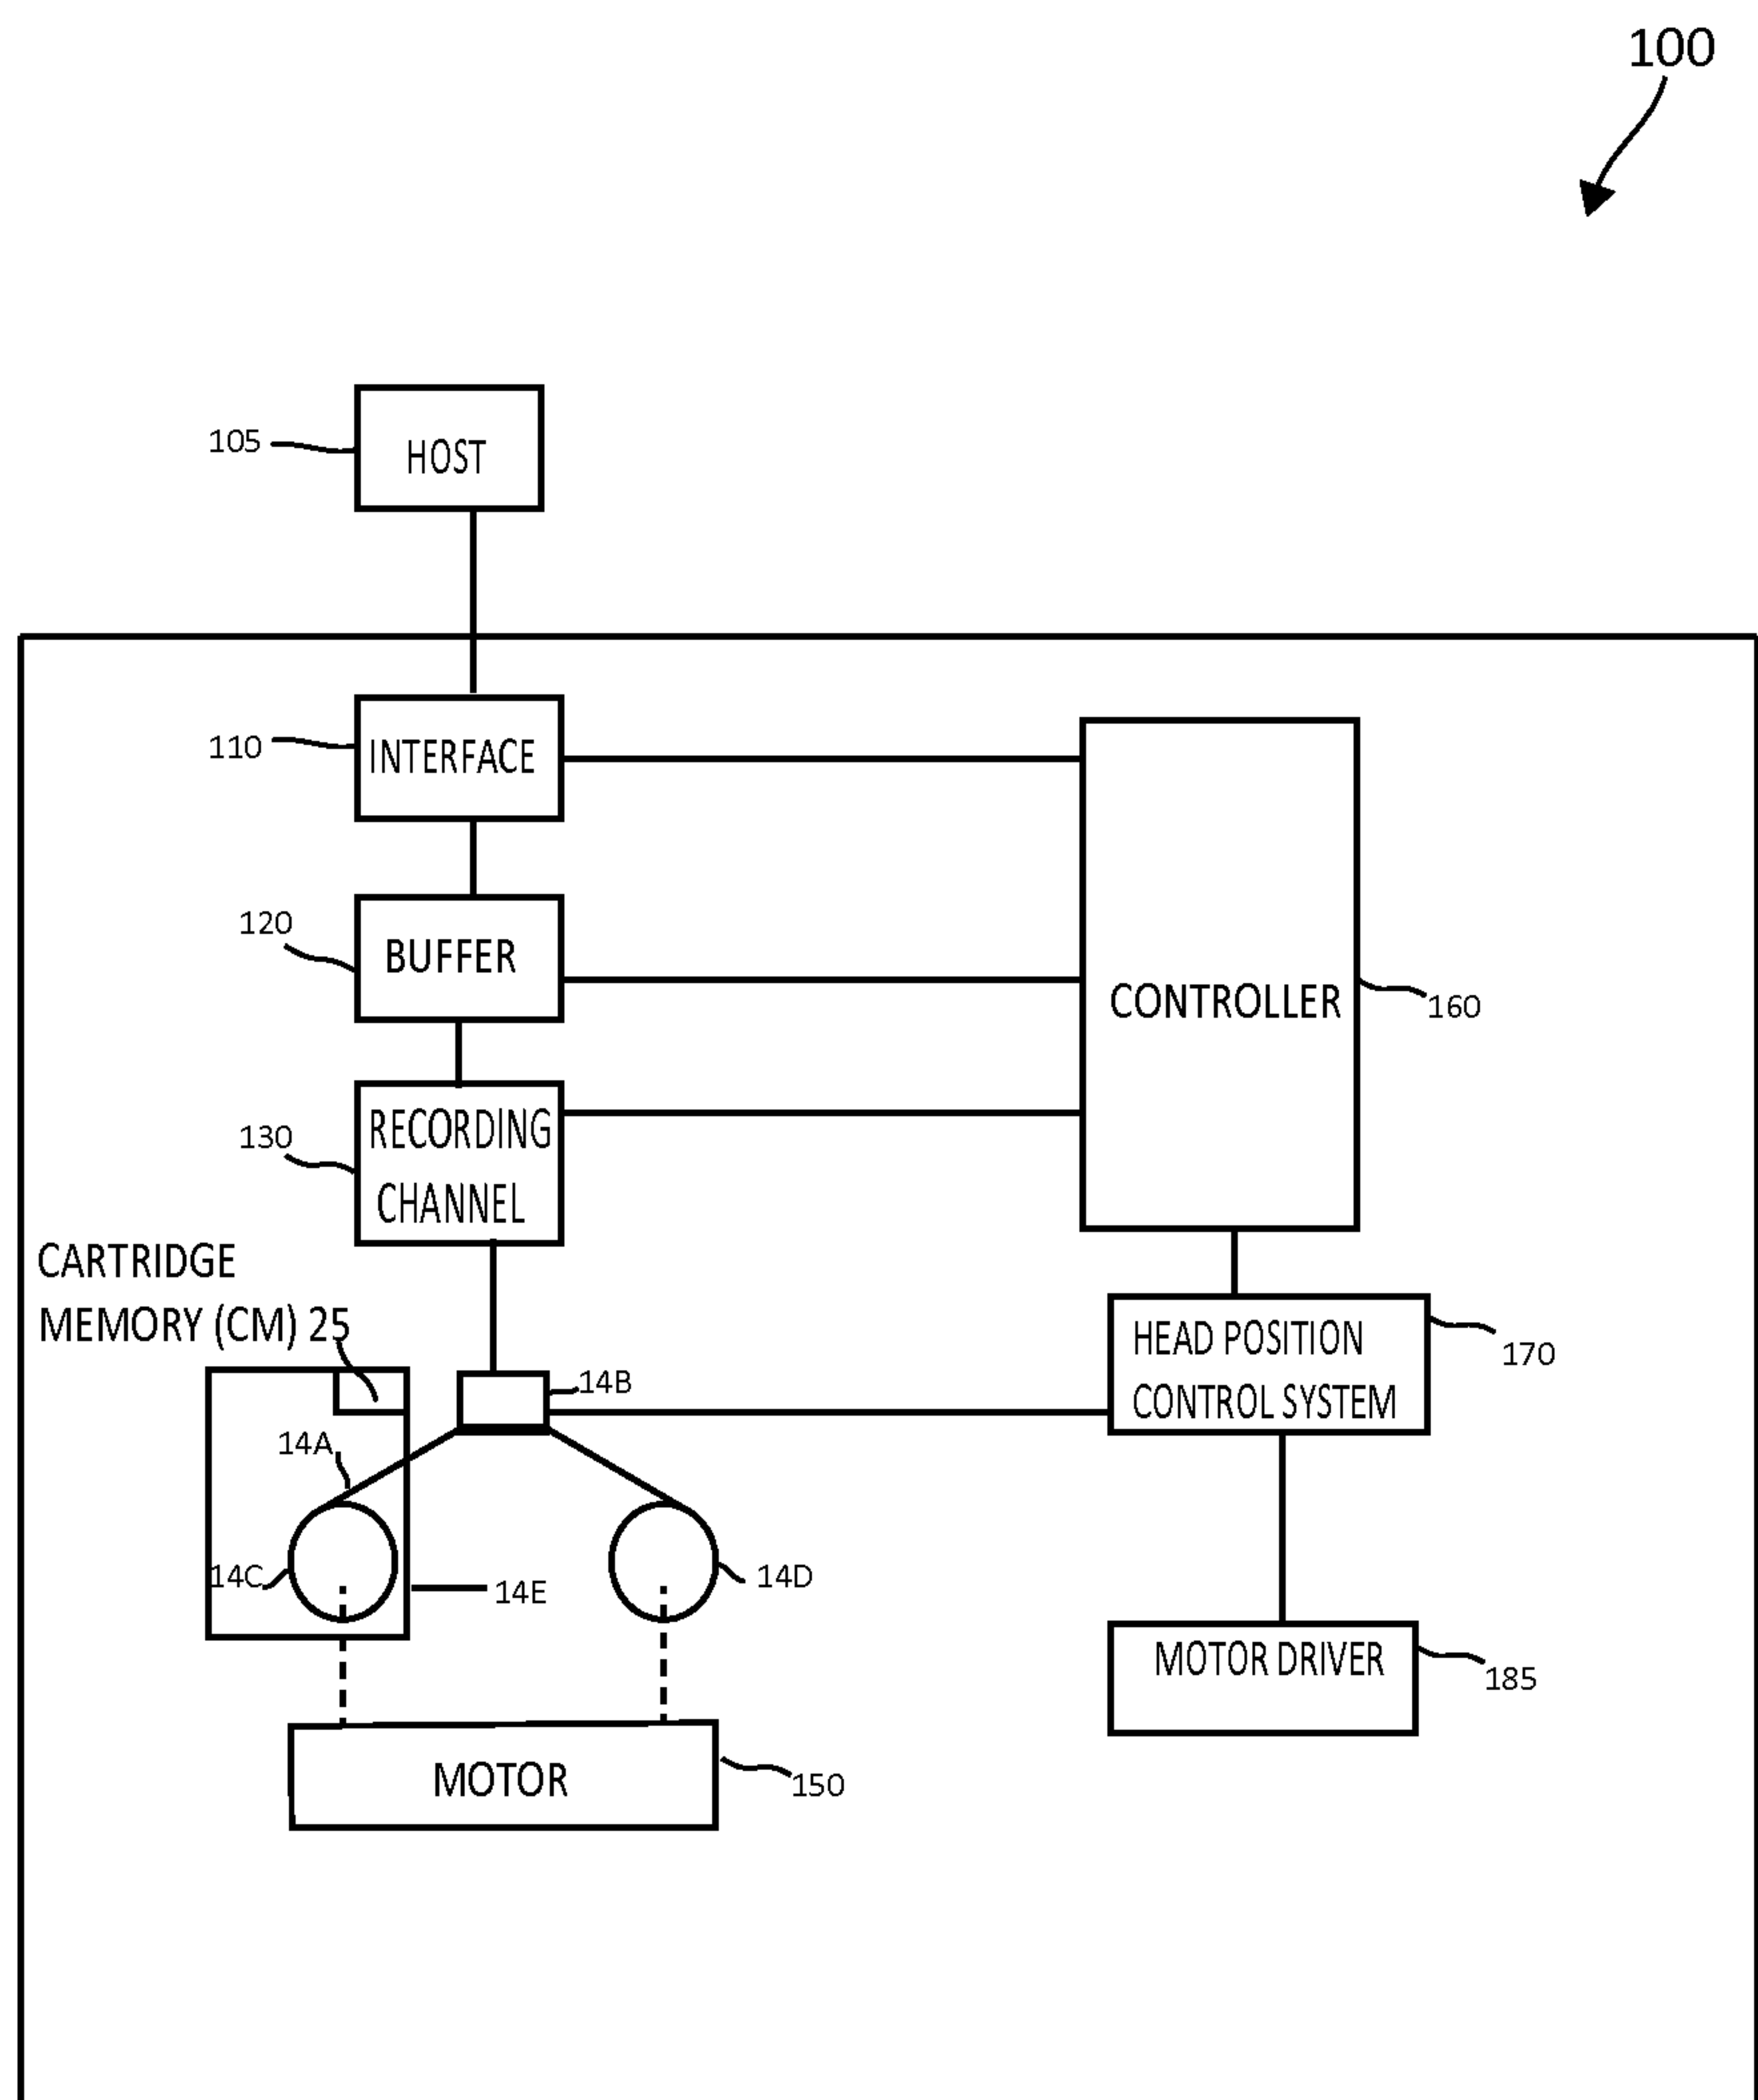 100
105
HOST
110
INTERFACE
120
BUFFER
CONTROLLER
160
130
RECORDING
CHANNEL
CARTRIDGE
MEMORY (CM) 25
HEAD POSITION
CONTROL SYSTEM
170
14B
14A
14C
14E
14D
MOTOR DRIVER
185
MOTOR
150